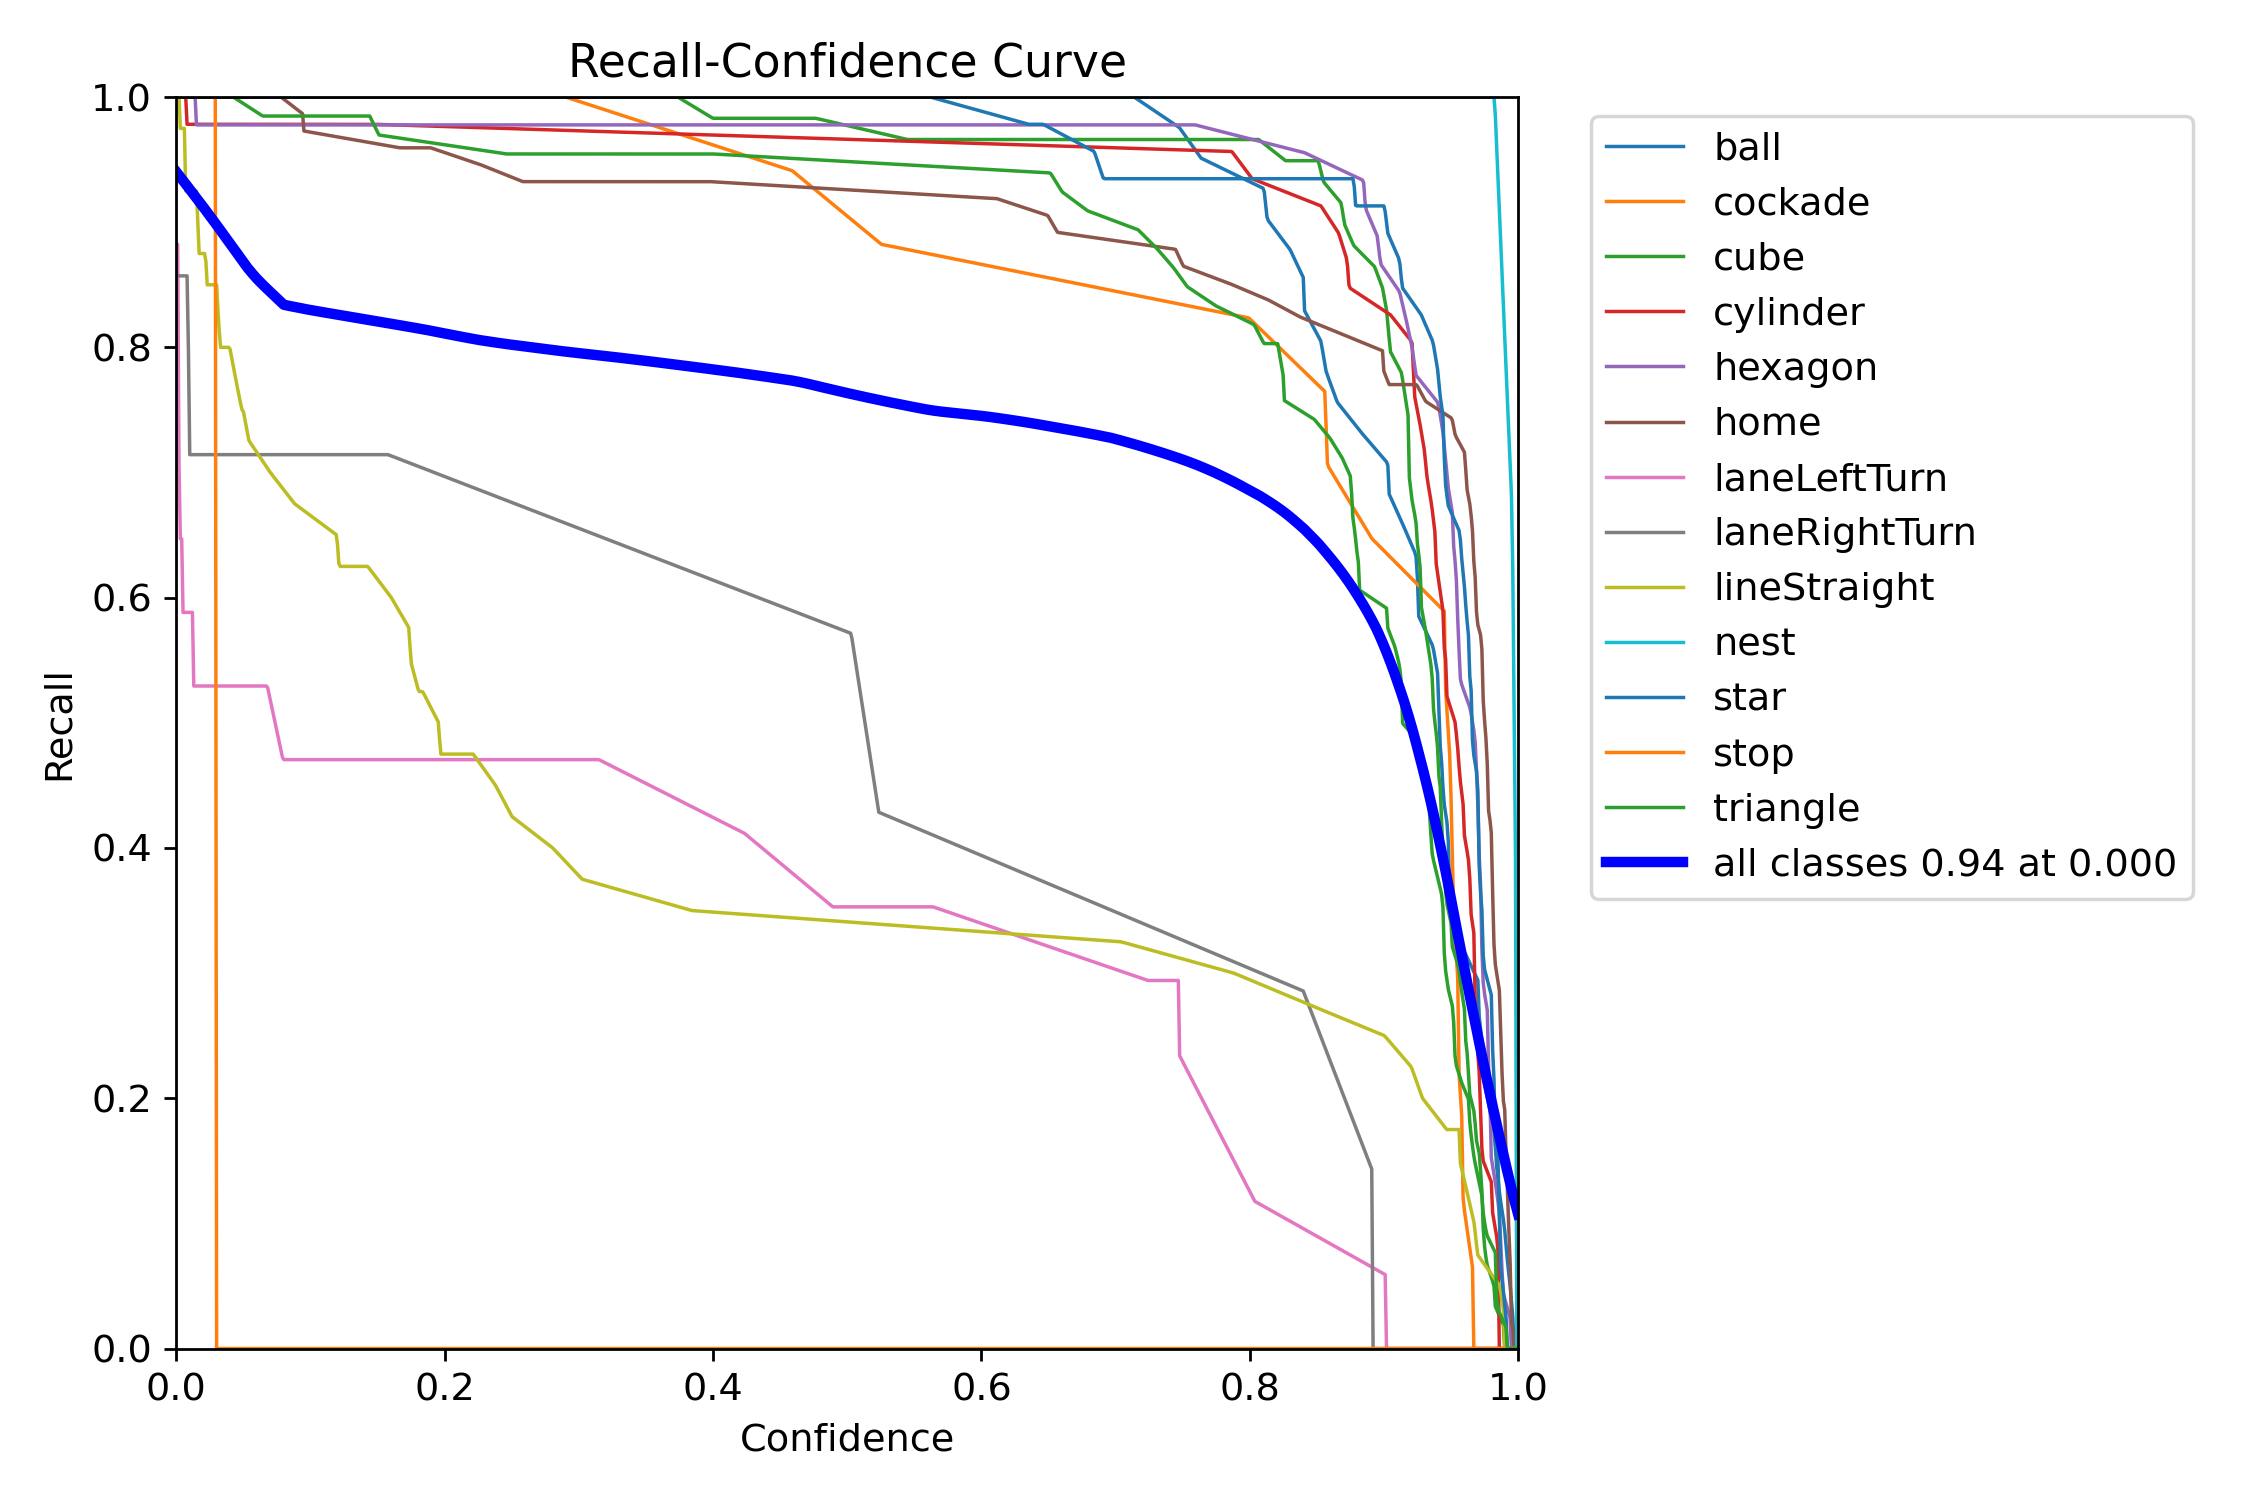 Recall-Confidence Curve
1.0
0.8
0.6
0.4
0.2
0.0
Recall
0.0 0.2 0.4 0.6 0.8 1.0
Confidence
ball
cockade
cube
cylinder
hexagon
home
laneLeftTurn
laneRightTurn
lineStraight
nest
star
stop
triangle
all classes 0.94 at 0.000